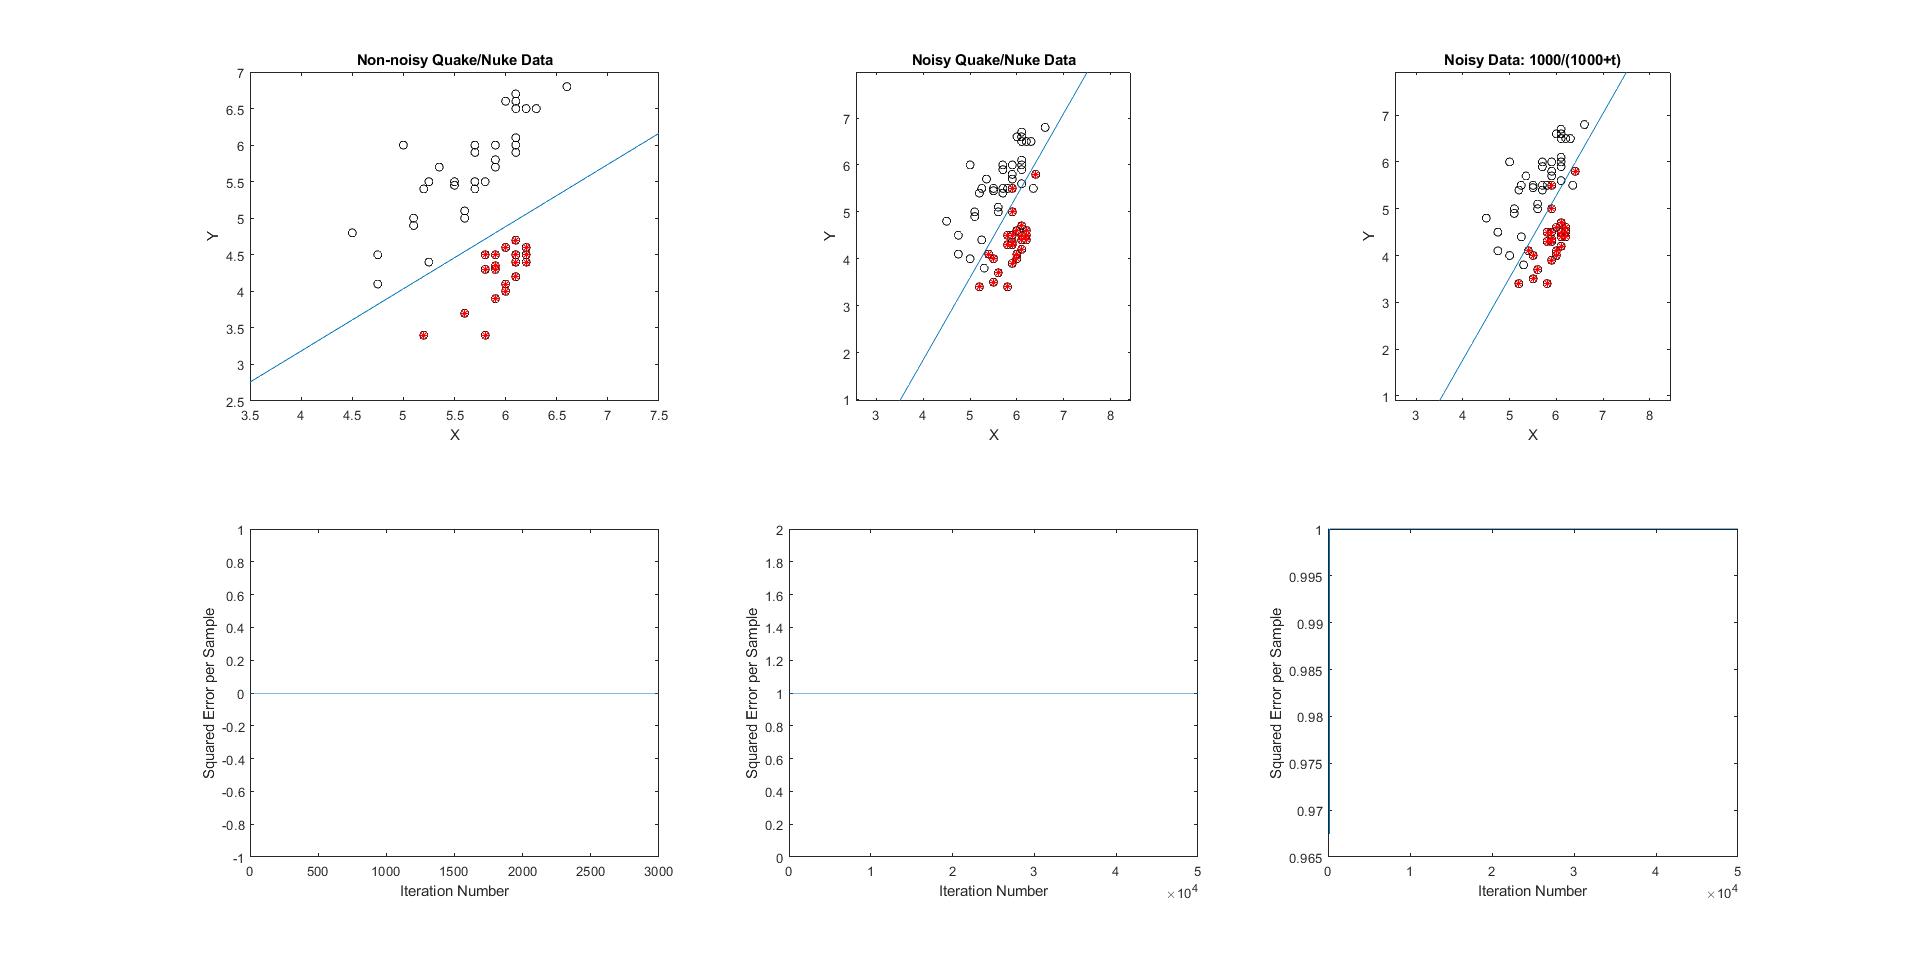 Non-noisy Quake/Nuke Data
7
6.5
6
5.5
5
4.5
4
3.5
3
2.5
Y
3.5 4 4.5 5 5.5 6 6.5 7 7.5
X
Noisy Quake/Nuke Data
7
6
5
4
3
2
1
Y
3 4 5 6 7 8
X
Noisy Data: 1000/(1000+t)
7
6
5
4
3
2
1
Y
3 4 5 6 7 8
X
1
0.8
0.6
0.4
0.2
0
-0.2
-0.4
-0.6
-0.8
-1
Squared Error per Sample
0 500 1000 1500 2000 2500 3000
Iteration Number
2
1.8
1.6
1.4
1.2
1
0.8
0.6
0.4
0.2
0
Squared Error per Sample
0 1 2 3 4 5
Iteration Number
×10⁴
1
0.995
0.99
0.985
0.98
0.975
0.97
0.965
Squared Error per Sample
0 1 2 3 4 5
Iteration Number
×10⁴